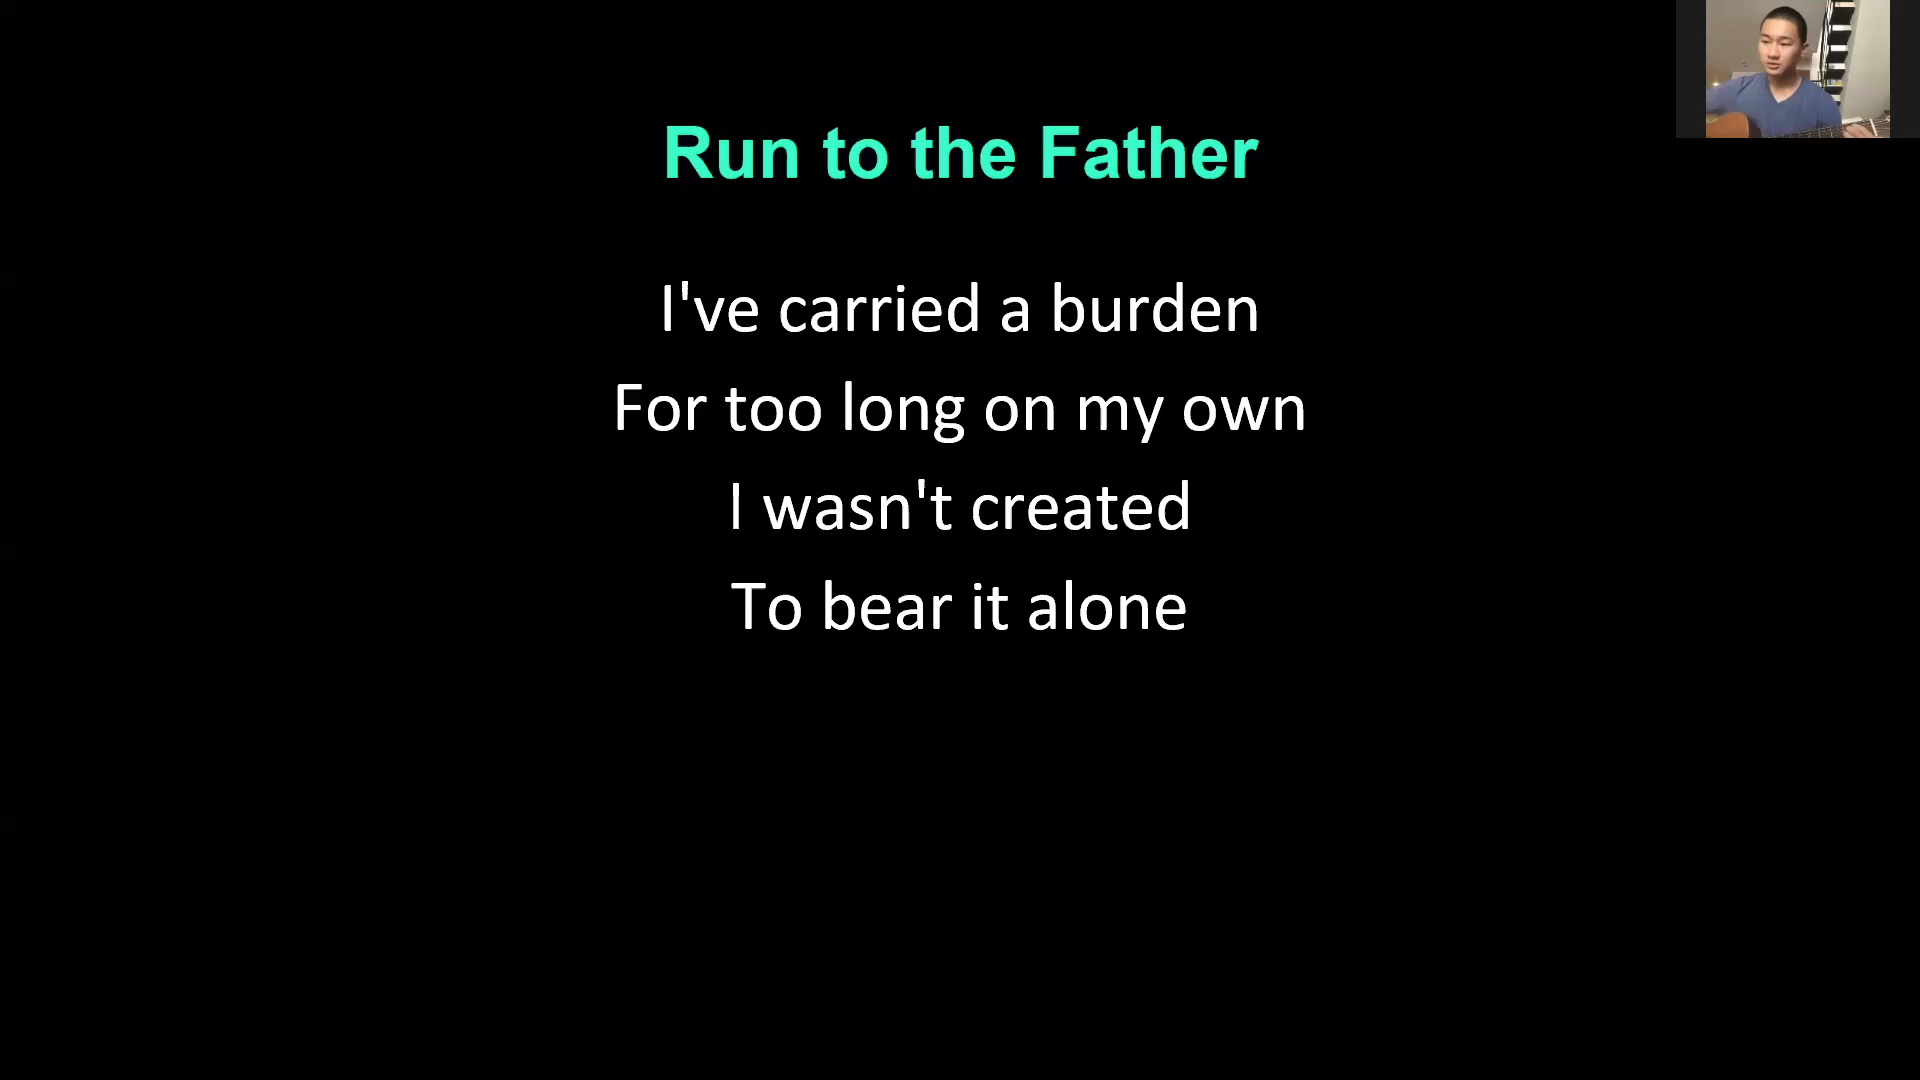 Run to the Father
I've carried a burden
For too long on my own
I wasn't created
To bear it alone